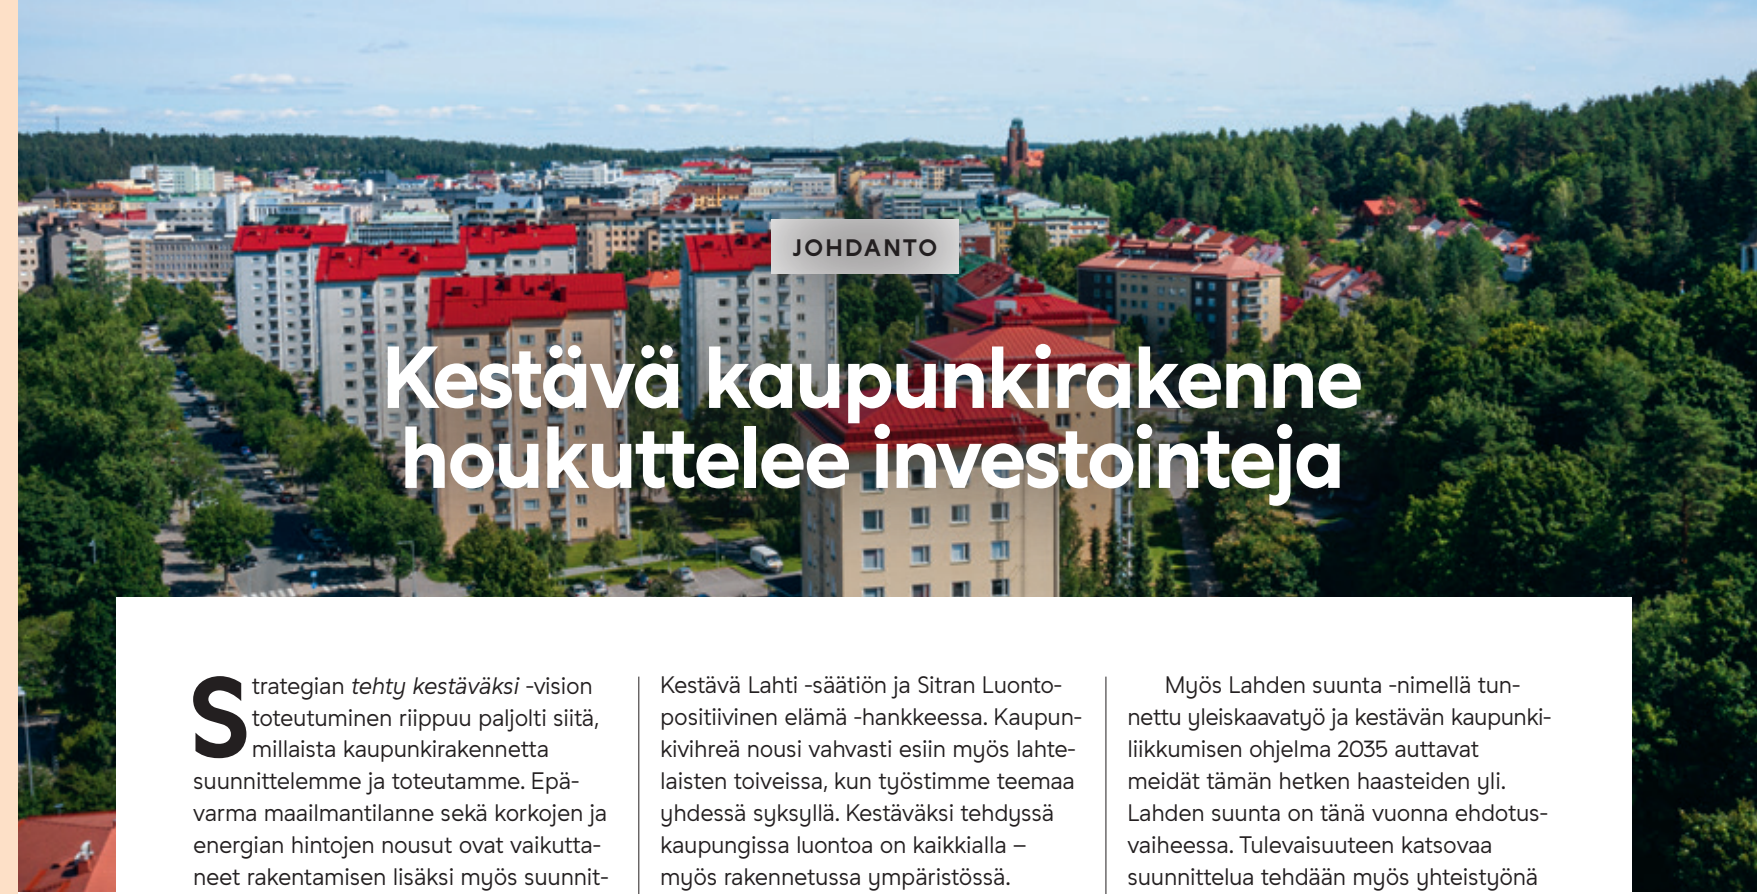 JOHDANTO
Kestävä kaupunkirakenne
houkuttelee investointeja
Strategian tehty kestäväksi -vision
toteutuminen riippuu paljolti siitä,
millaista kaupunkirakennetta
suunnittelemme ja toteutamme. Epä-
varma maailmantilanne sekä korkojen ja
energian hintojen nousut ovat vaikutta-
neet rakentamisen lisäksi myös suunnit-
Kestävä Lahti -säätiön ja Sitran Luonto-
positiivinen elämä -hankkeessa. Kaupun-
kivihreä nousi vahvasti esiin myös lahte-
laisten toiveissa, kun työstimme teemaa
yhdessä syksyllä. Kestäväksi tehdyssä
kaupungissa luontoa on kaikkialla –
myös rakennetussa ympäristössä.
Myös Lahden suunta -nimellä tun-
nettu yleiskaavatyö ja kestävän kaupunki-
liikkumisen ohjelma 2035 auttavat
meidät tämän hetken haasteiden yli.
Lahden suunta on tänä vuonna ehdotus-
vaiheessa. Tulevaisuuteen katsovaa
suunnittelua tehdään myös yhteistyönä